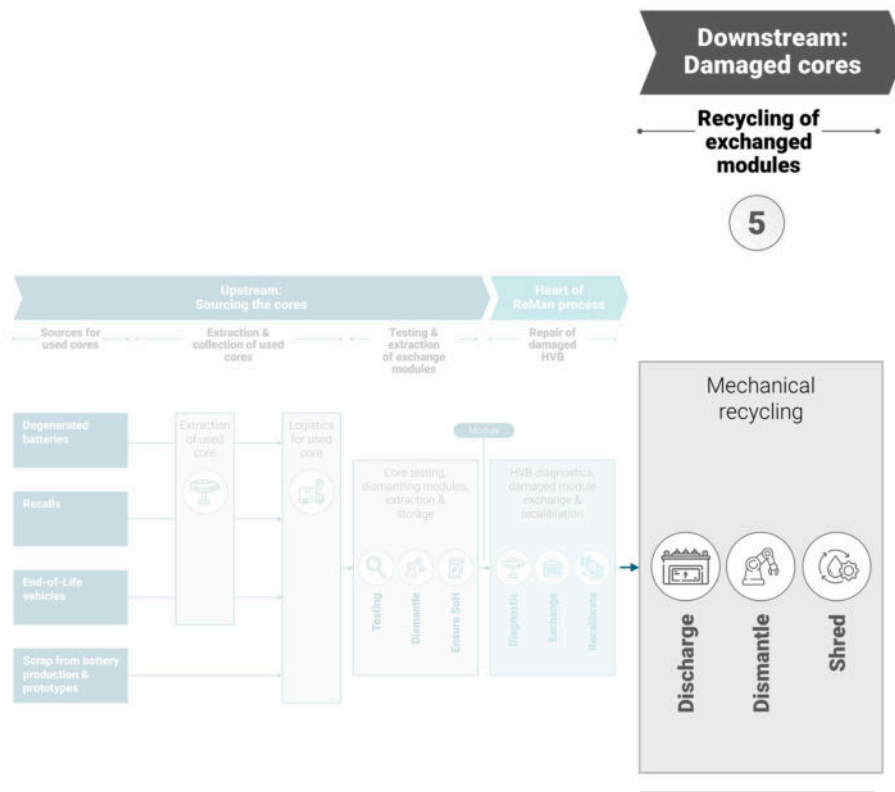 Downstream:
Damaged cores
Recycling of
exchanged
modules
5
Upstream:
Sourcing the cores
Heart of
ReMan process
Sources for
used cores
Extraction &
collection of used
cores
Testing &
extraction
of exchange
modules
Repair of
damaged
HVB
Degenerated
batteries
Recalls
End-of-Life
vehicles
Scrap from battery
production &
prototypes
Extraction
of used
core
Logistics
for used
core
Core testing,
dismantling modules,
extraction &
storage
Testing
Dismantle
Ensure SoH
Module
HVB diagnostics,
damaged module
exchange &
recalibration
Diagnostic
Exchange
Recalibrate
Mechanical
recycling
Discharge
Dismantle
Shred